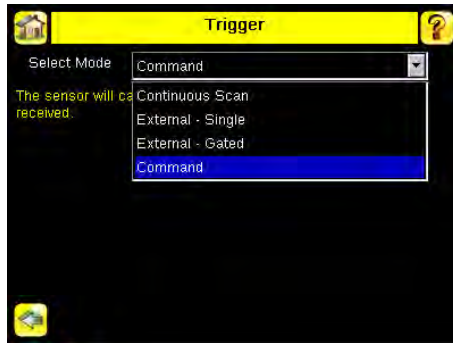 Trigger
?
Select Mode
Command
The sensor will ca
received.
Continuous Scan
External - Single
External - Gated
Command